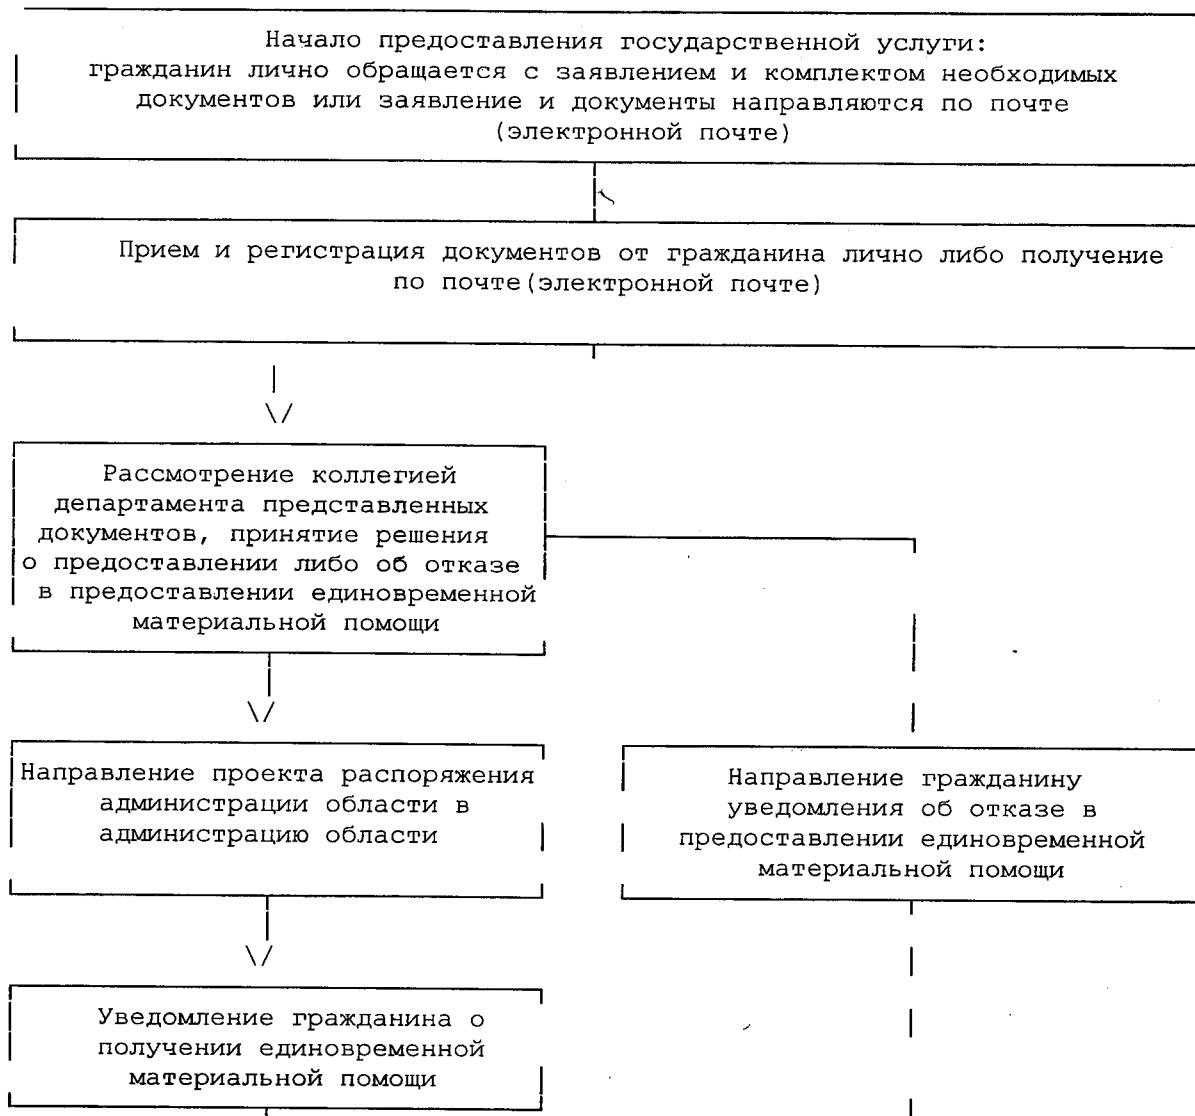 Начало предоставления государственной услуги:
гражданин лично обращается с заявлением и комплектом необходимых
документов или заявление и документы направляются по почте
(электронной почте)
Прием и регистрация документов от гражданина лично либо получение
по почте(электронной почте)
Рассмотрение коллегией
департамента представленных
документов, принятие решения
о предоставлении либо об отказе
в предоставлении единовременной
материальной помощи
Направление проекта распоряжения
администрации области в
администрацию области
Направление гражданину
уведомления об отказе в
предоставлении единовременной
материальной помощи
Уведомление гражданина о
получении единовременной
материальной помощи